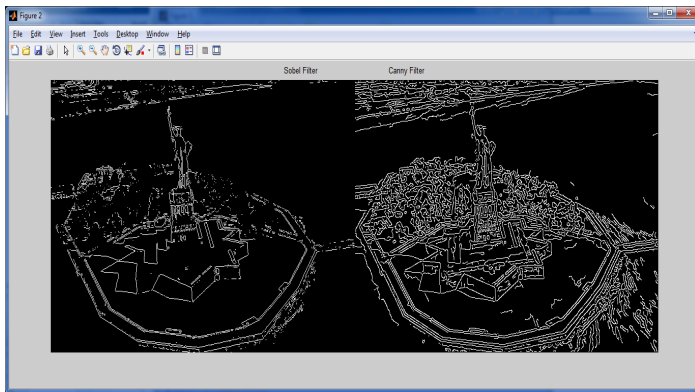 Figure 2
File Edit View Insert Tools Desktop Window Help
Sobel Filter Canny Filter